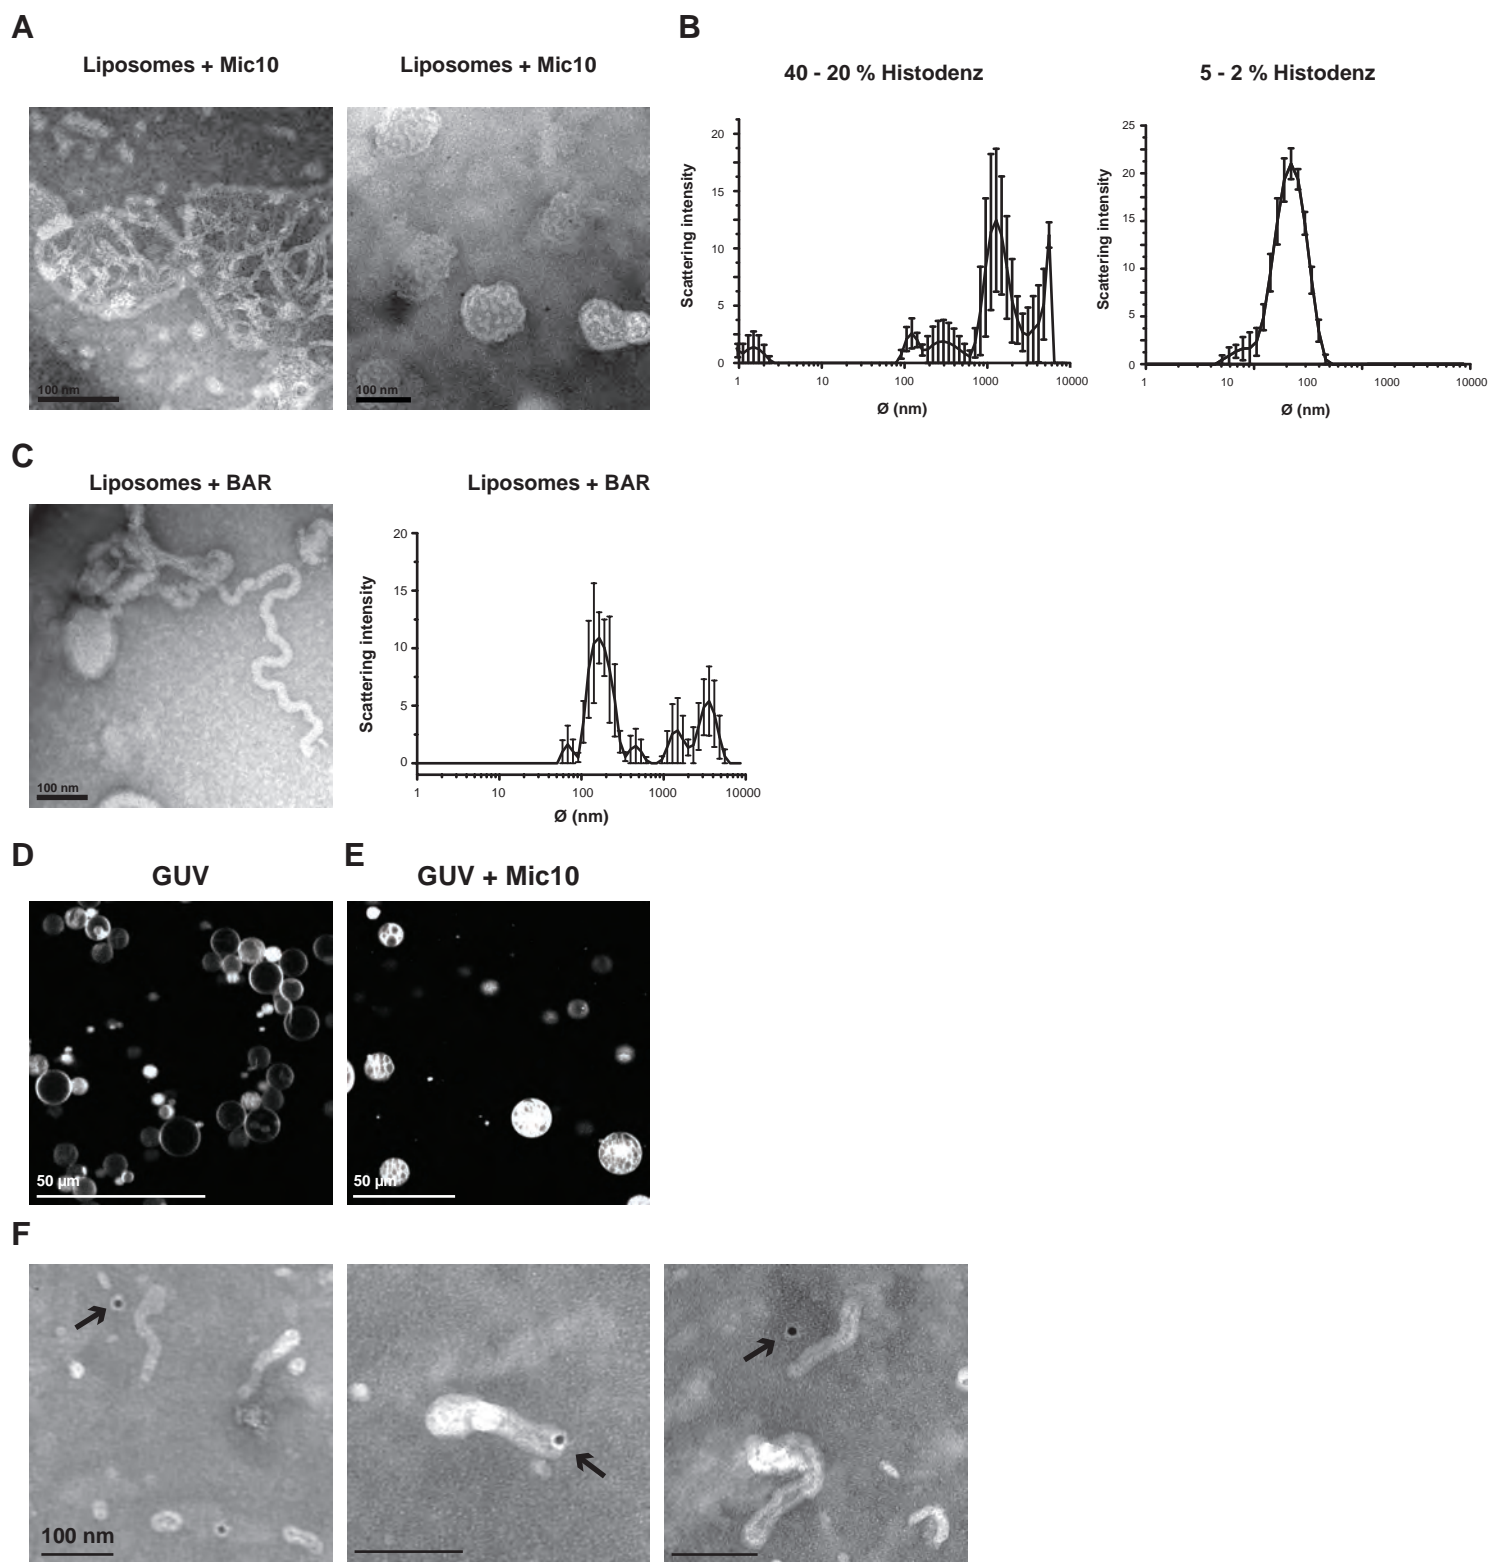 A
Liposomes + Mic10
Liposomes + Mic10
100 nm
100 nm
B
40 - 20 % Histodenz
Scattering intensity
20
15
10
5
0
1
10
100
1000
10000
Ø (nm)
5 - 2 % Histodenz
Scattering intensity
25
20
15
10
5
0
1
10
100
1000
10000
Ø (nm)
C
Liposomes + BAR
100 nm
Liposomes + BAR
Scattering intensity
20
15
10
5
0
1
10
100
1000
10000
Ø (nm)
D
GUV
50 µm
E
GUV + Mic10
50 µm
F
100 nm